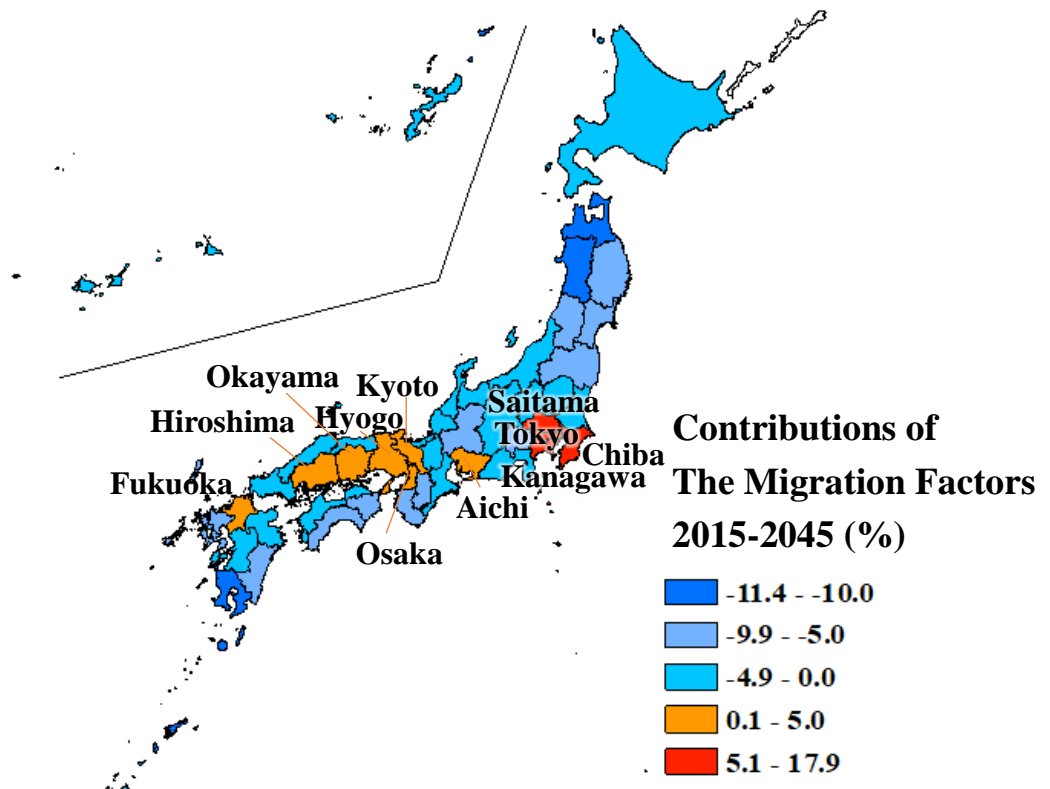 Okayama
Kyoto
Hiroshima
Hyogo
Saitama
Tokyo
Chiba
Fukuoka
Kanagawa
Aichi
Osaka
Contributions of
The Migration Factors
2015-2045 (%)
-11.4 - -10.0
-9.9 - -5.0
-4.9 - 0.0
0.1 - 5.0
5.1 - 17.9